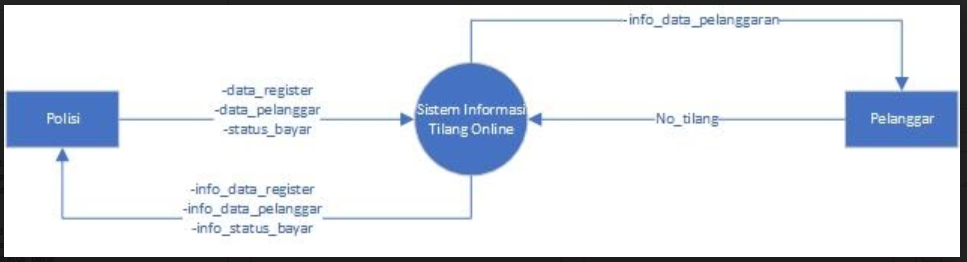 -info_data_pelanggaran
-data_register
-data_pelanggar
-status_bayar
Polisi
Sistem Informasi
Tilang Online
No_tilang
Pelanggar
-info_data_register
-info_data_pelanggar
-info_status_bayar